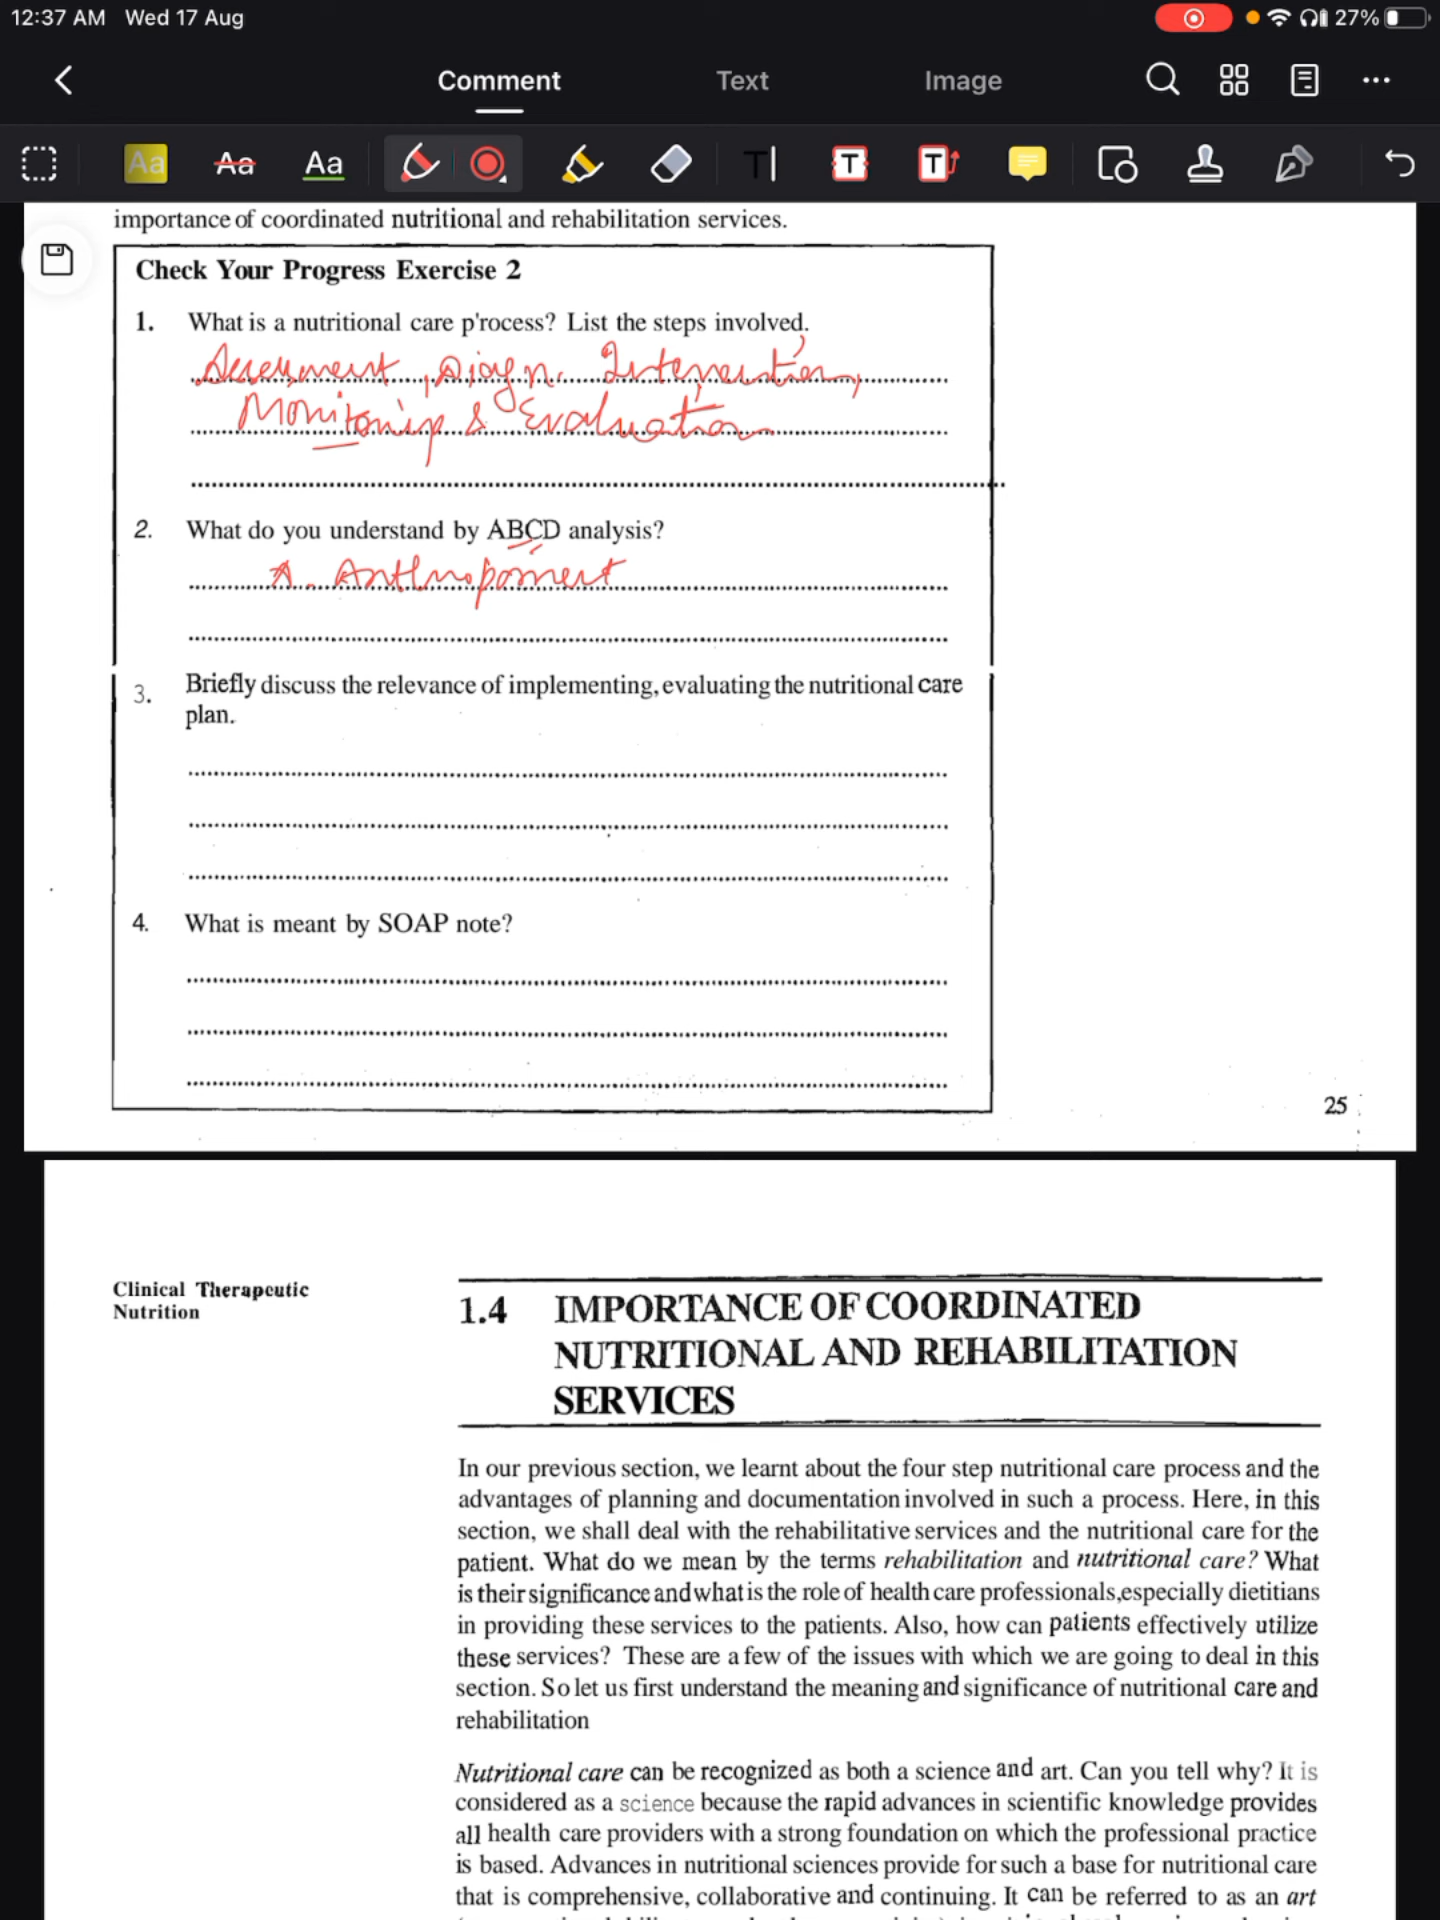 12:37 AM Wed 17 Aug 27%
Comment Text Image
Aa Aa Aa T T T
importance of coordinated nutritional and rehabilitation services.
Check Your Progress Exercise 2
1. What is a nutritional care p'rocess? List the steps involved.
Assessment, Diagn. Intervention,
Monitoring & Evaluation
2. What do you understand by ABCD analysis?
A. Anthropomert
3. Briefly discuss the relevance of implementing, evaluating the nutritional care
plan.
4. What is meant by SOAP note?
25
Clinical Therapeutic
Nutrition
1.4 IMPORTANCE OF COORDINATED
NUTRITIONAL AND REHABILITATION
SERVICES
In our previous section, we learnt about the four step nutritional care process and the
advantages of planning and documentation involved in such a process. Here, in this
section, we shall deal with the rehabilitative services and the nutritional care for the
patient. What do we mean by the terms rehabilitation and nutritional care? What
is their significance and what is the role of health care professionals, especially dietitians
in providing these services to the patients. Also, how can patients effectively utilize
these services? These are a few of the issues with which we are going to deal in this
section. So let us first understand the meaning and significance of nutritional care and
rehabilitation
Nutritional care can be recognized as both a science and art. Can you tell why? It is
considered as a science because the rapid advances in scientific knowledge provides
all health care providers with a strong foundation on which the professional practice
is based. Advances in nutritional sciences provide for such a base for nutritional care
that is comprehensive, collaborative and continuing. It can be referred to as an art